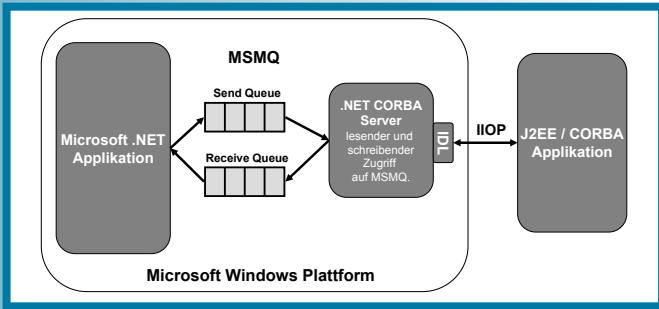 MSMQ
Microsoft .NET
Applikation
Send Queue
Receive Queue
.NET CORBA
Server
lesender und
schreibender
Zugriff
auf MSMQ.
IDL
IIOP
J2EE / CORBA
Applikation
Microsoft Windows Plattform